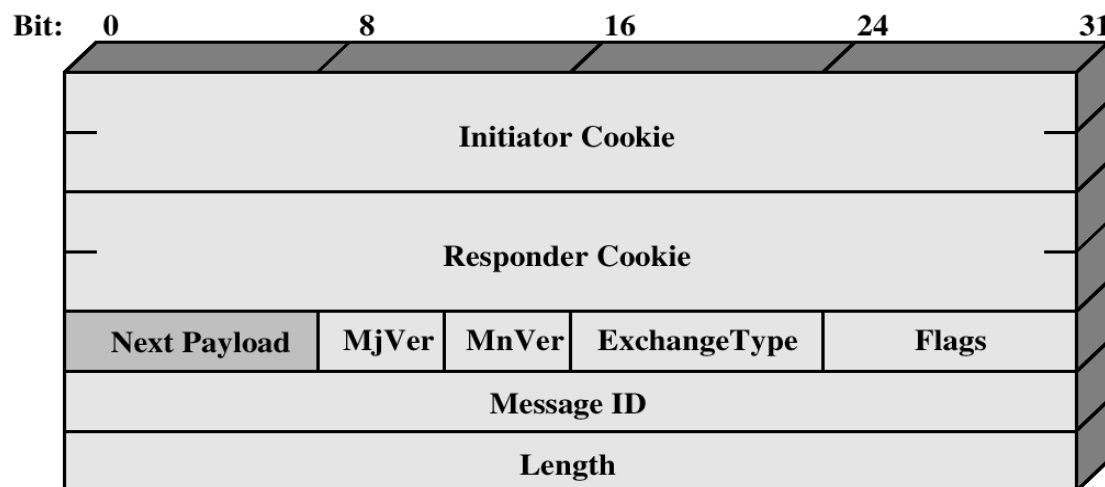 Bit: 0 8 16 24 31
Initiator Cookie
Responder Cookie
Next Payload MjVer MnVer ExchangeType Flags
Message ID
Length